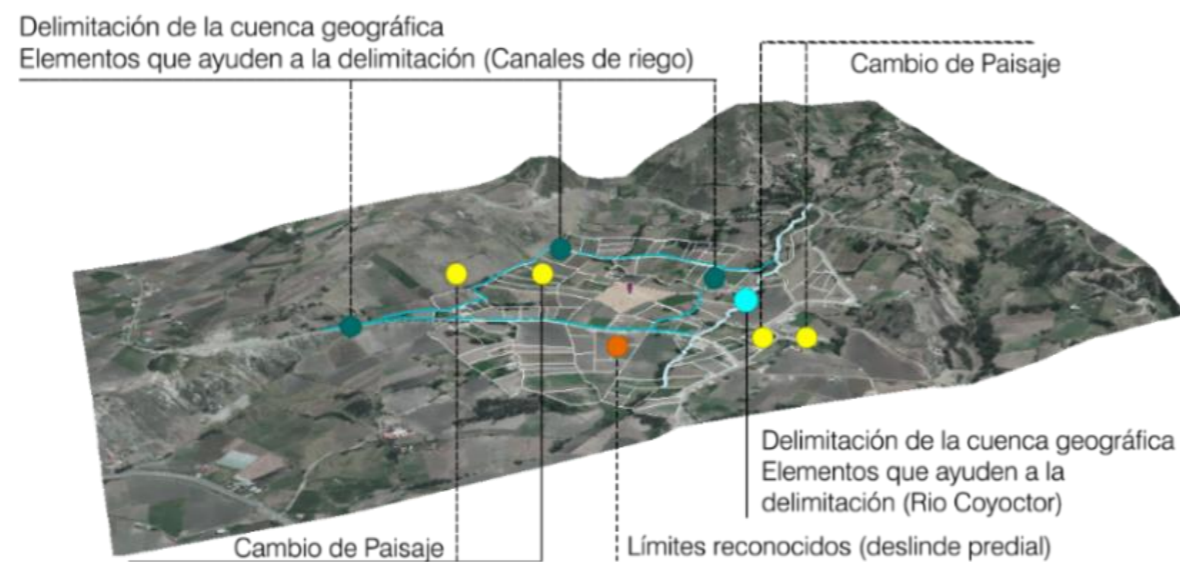 Delimitación de la cuenca geográfica
Elementos que ayuden a la delimitación (Canales de riego)
Cambio de Paisaje
Delimitación de la cuenca geográfica
Elementos que ayuden a la
delimitación (Rio Coyoctor)
Cambio de Paisaje
Límites reconocidos (deslinde predial)